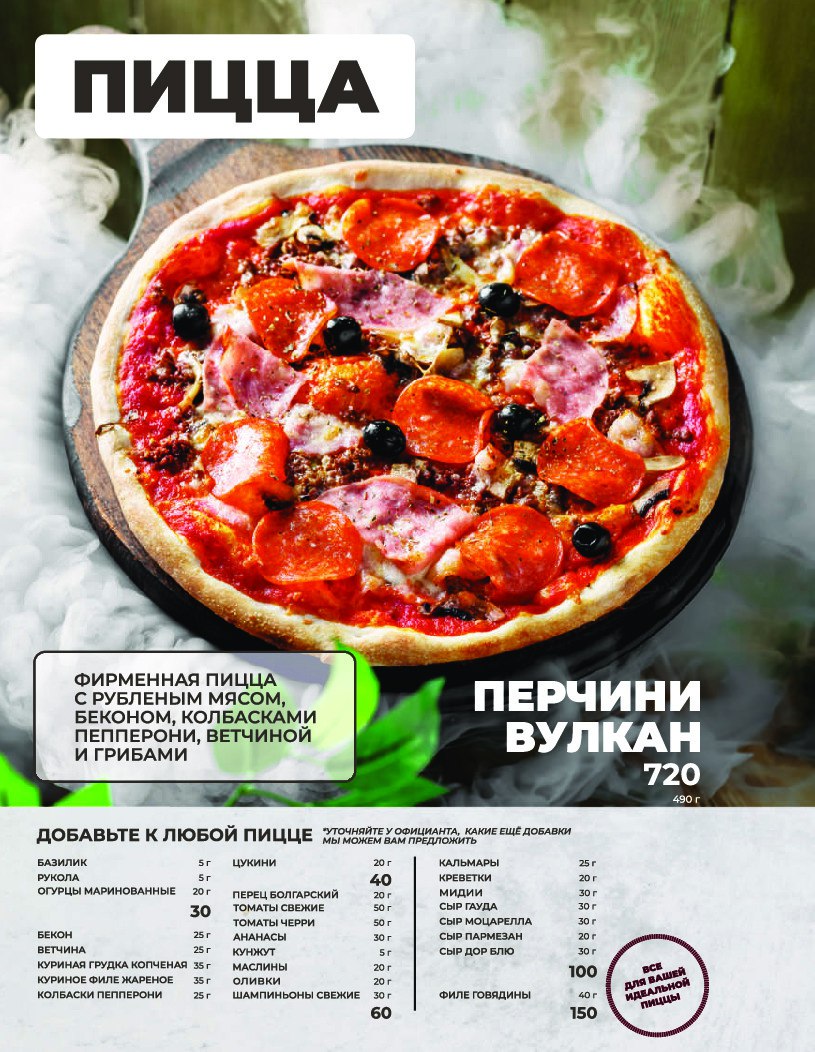 ПИЦЦА
ФИРМЕННАЯ ПИЦЦА
С РУБЛЕНЫМ МЯСОМ,
БЕКОНОМ, КОЛБАСКАМИ
ПЕППЕРОНИ, ВЕТЧИНОЙ
И ГРИБАМИ
ПЕРЧИНИ
ВУЛКАН
720
490 г
ДОБАВЬТЕ К ЛЮБОЙ ПИЦЦЕ
*УТОЧНЯЙТЕ У ОФИЦИАНТА, КАКИЕ ЕЩЁ ДОБАВКИ
МЫ МОЖЕМ ВАМ ПРЕДЛОЖИТЬ
БАЗИЛИК 5 г
РУКОЛА 5 г
ОГУРЦЫ МАРИНОВАННЫЕ 20 г
30
БЕКОН 25 г
ВЕТЧИНА 25 г
КУРИНАЯ ГРУДКА КОПЧЕНАЯ 35 г
КУРИНОЕ ФИЛЕ ЖАРЕНОЕ 35 г
КОЛБАСКИ ПЕППЕРОНИ 25 г
ЦУКИНИ 20 г
40
ПЕРЕЦ БОЛГАРСКИЙ 20 г
ТОМАТЫ СВЕЖИЕ 50 г
ТОМАТЫ ЧЕРРИ 50 г
АНАНАСЫ 30 г
КУНЖУТ 5 г
МАСЛИНЫ 20 г
ОЛИВКИ 20 г
ШАМПИНЬОНЫ СВЕЖИЕ 30 г
60
КАЛЬМАРЫ 25 г
КРЕВЕТКИ 20 г
МИДИИ 30 г
СЫР ГАУДА 30 г
СЫР МОЦАРЕЛЛА 30 г
СЫР ПАРМЕЗАН 20 г
СЫР ДОР БЛЮ 30 г
100
ФИЛЕ ГОВЯДИНЫ 40 г
150
ВСЕ
ДЛЯ ВАШЕЙ
ИДЕАЛЬНОЙ
ПИЦЦЫ